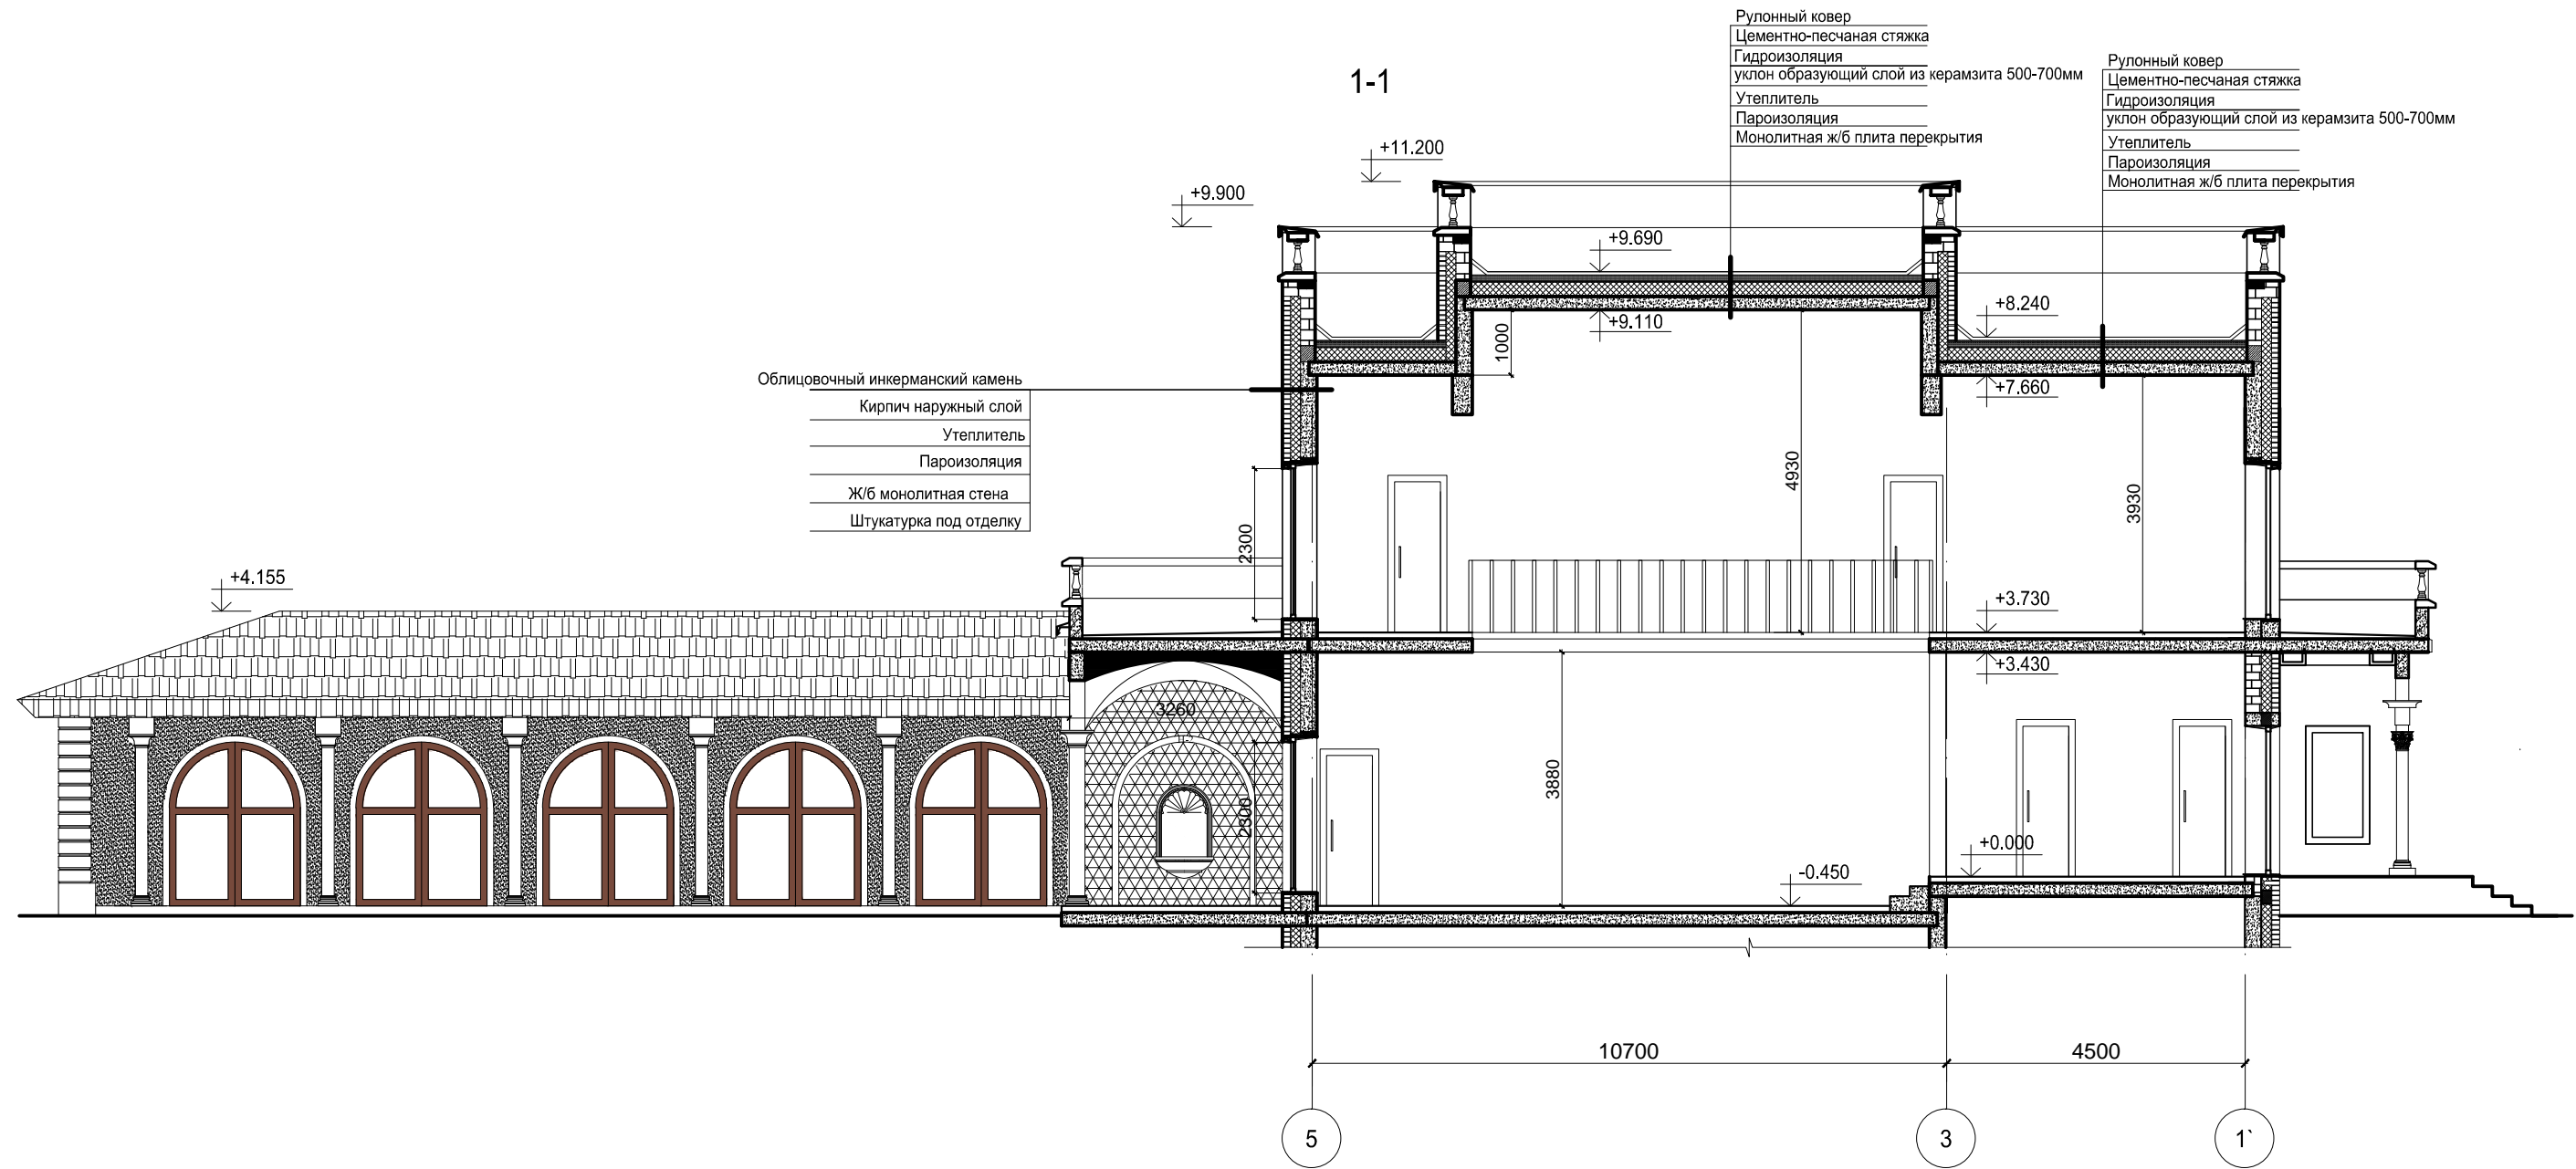 Рулонный ковер
Цементно-песчаная стяжка
Гидроизоляция
уклон образующий слой из керамзита 500-700мм
Утеплитель
Пароизоляция
Монолитная ж/б плита перекрытия
Рулонный ковер
Цементно-песчаная стяжка
Гидроизоляция
уклон образующий слой из керамзита 500-700мм
Утеплитель
Пароизоляция
Монолитная ж/б плита перекрытия
1-1
+11.200
+9.900
+9.690
+9.110
+8.240
+7.660
1000
Облицовочный инкерманский камень
Кирпич наружный слой
Утеплитель
Пароизоляция
Ж/б монолитная стена
Штукатурка под отделку
2300
4930
3930
+4.155
+3.730
+3.430
3260
2300
3880
+0.000
-0.450
10700
4500
5
3
1`